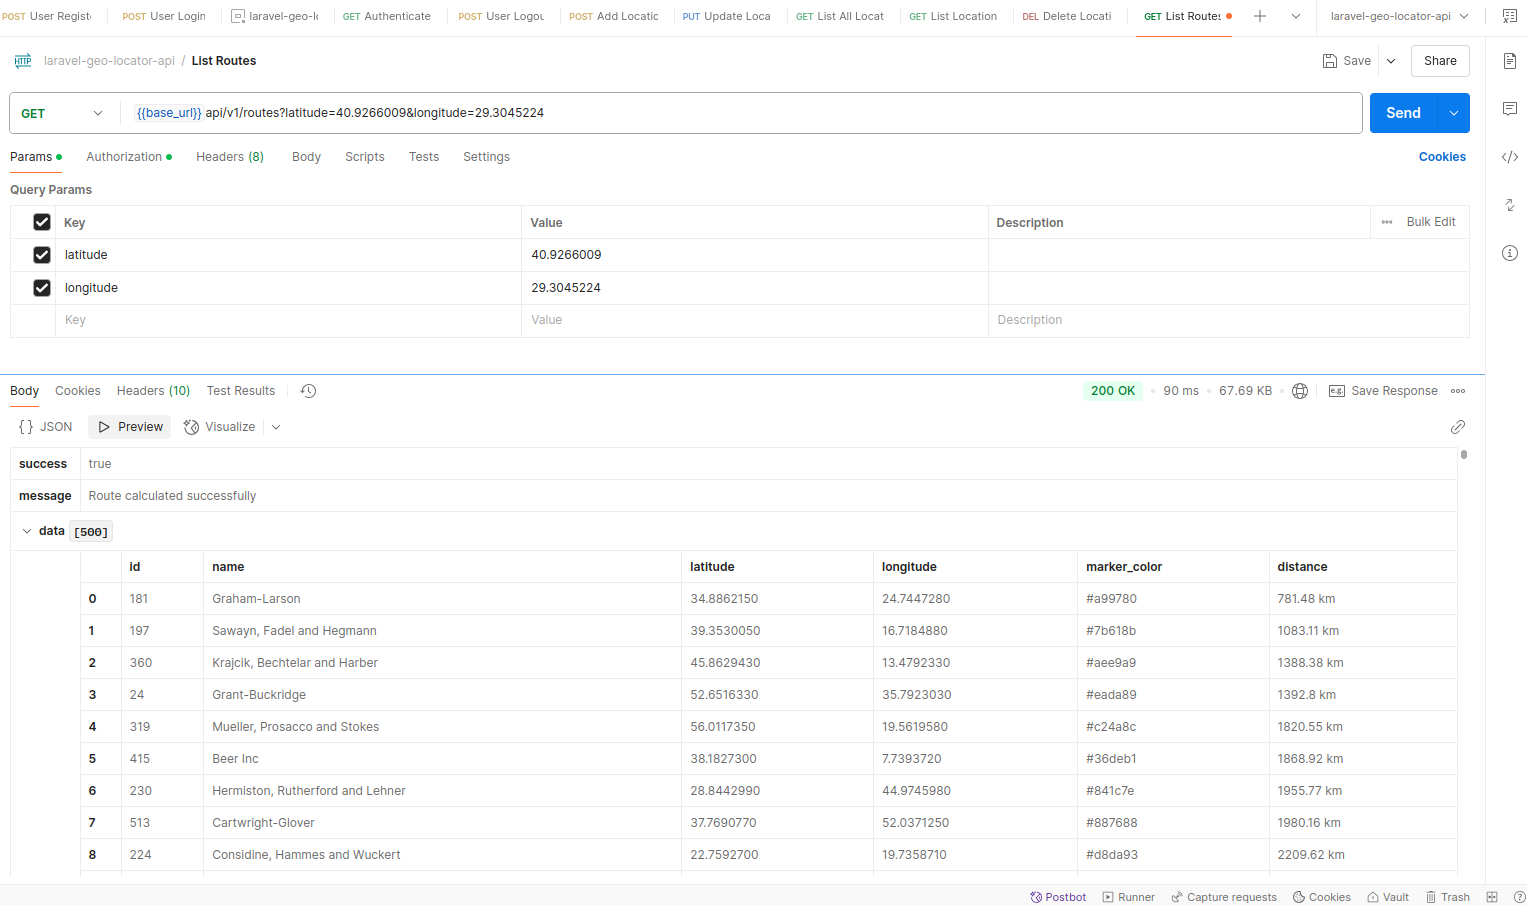 POST User Regist POST User Login laravel-geo-lo GET Authenticate POST User Logou POST Add Locatic PUT Update Loca GET List All Locat GET List Location DEL Delete Locati GET List Routes laravel-geo-locator-api
HTTP laravel-geo-locator-api / List Routes Save Share
GET {{base_url}} api/v1/routes?latitude=40.9266009&longitude=29.3045224 Send
Params Authorization Headers (8) Body Scripts Tests Settings Cookies
Query Params
Key Value Description Bulk Edit
latitude 40.9266009
longitude 29.3045224
Key Value Description
Body Cookies Headers (10) Test Results 200 OK 90 ms 67.69 KB e.g. Save Response
{} JSON Preview Visualize
success true
message Route calculated successfully
data [500]
id name latitude longitude marker_color distance
0 181 Graham-Larson 34.8862150 24.7447280 #a99780 781.48 km
1 197 Sawayn, Fadel and Hegmann 39.3530050 16.7184880 #7b618b 1083.11 km
2 360 Krajcik, Bechtelar and Harber 45.8629430 13.4792330 #aee9a9 1388.38 km
3 24 Grant-Buckridge 52.6516330 35.7923030 #eada89 1392.8 km
4 319 Mueller, Prosacco and Stokes 56.0117350 19.5619580 #c24a8c 1820.55 km
5 415 Beer Inc 38.1827300 7.7393720 #36deb1 1868.92 km
6 230 Hermiston, Rutherford and Lehner 28.8442990 44.9745980 #841c7e 1955.77 km
7 513 Cartwright-Glover 37.7690770 52.0371250 #887688 1980.16 km
8 224 Considine, Hammes and Wuckert 22.7592700 19.7358710 #d8da93 2209.62 km
Postbot Runner Capture requests Cookies Vault Trash